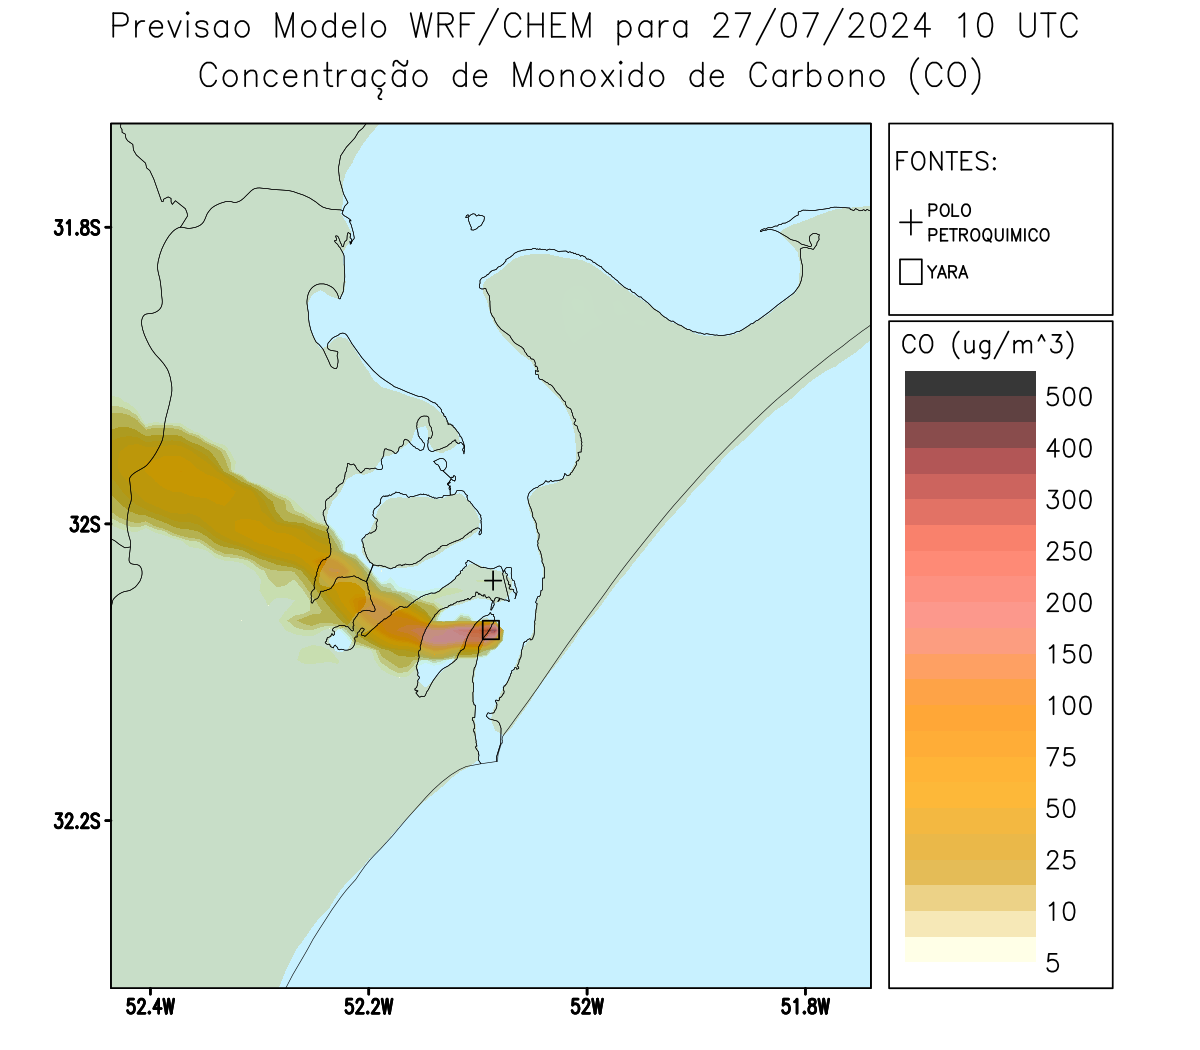 Previsao Modelo WRF/CHEM para 27/07/2024 10 UTC
Concentração de Monoxido de Carbono (CO)
FONTES:
POLO
PETROQUIMICO
YARA
CO (ug/m^3)
500
400
300
250
200
150
100
75
50
25
10
5
31.8S
32S
32.2S
52.4W
52.2W
52W
51.8W